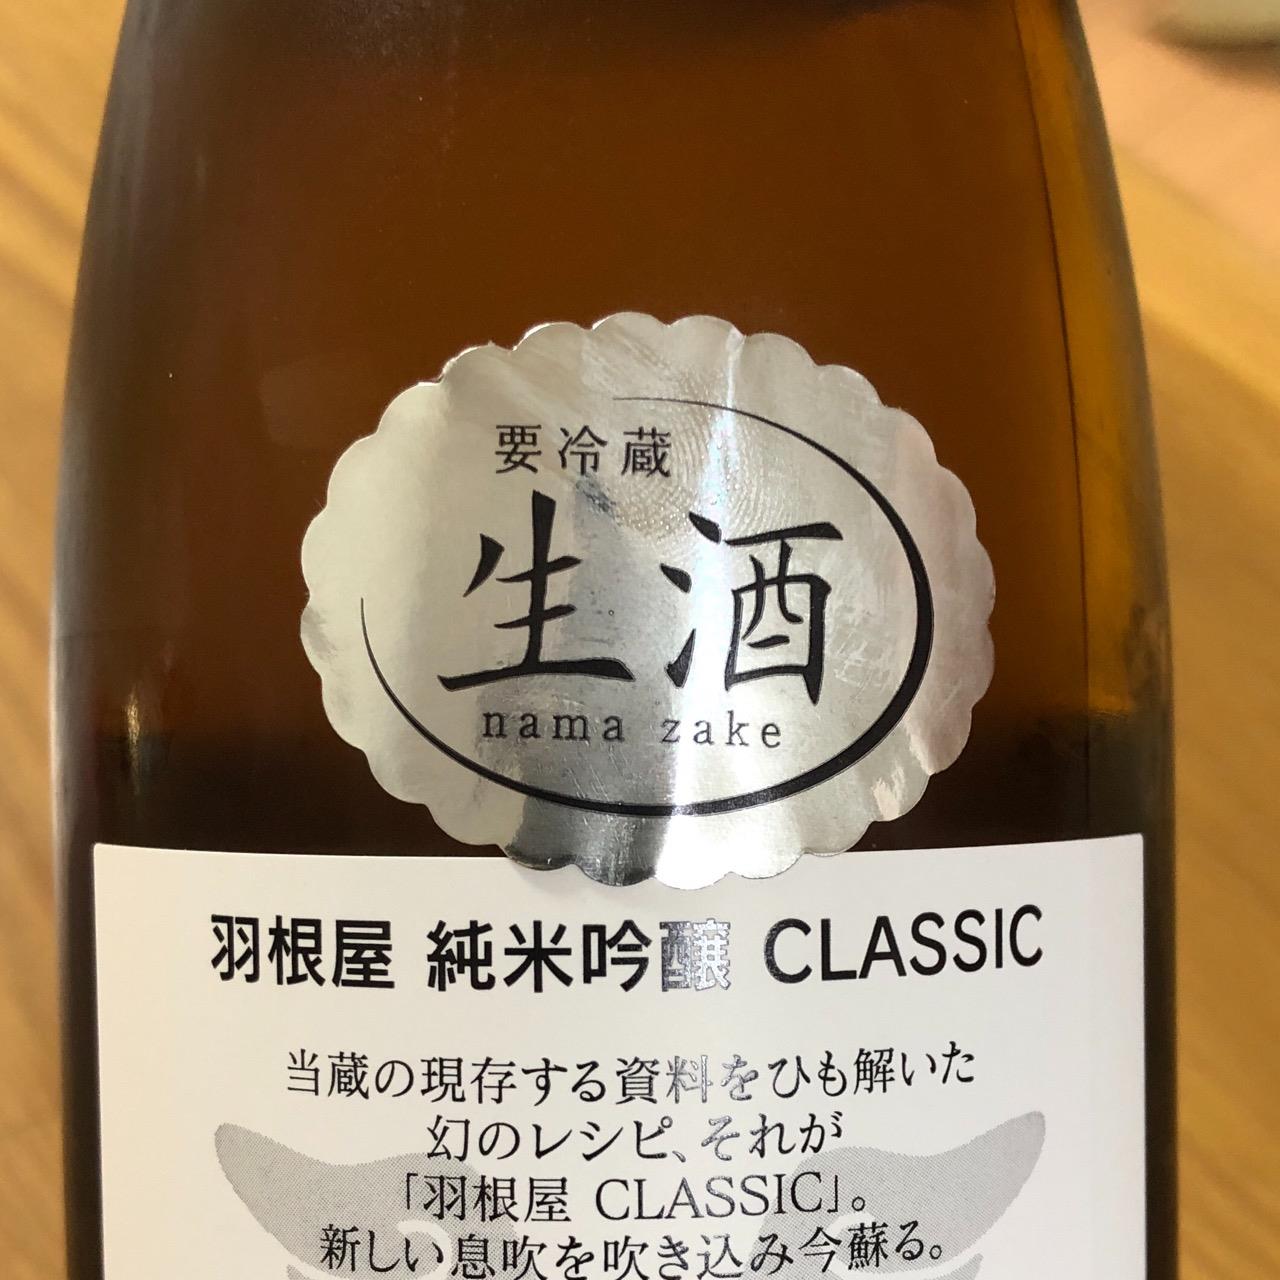 要冷蔵
生酒
nama zake
羽根屋 純米吟醸 CLASSIC
当蔵の現存する資料をひも解いた
幻のレシピ、それが
「羽根屋 CLASSIC」。
新しい息吹を吹き込み今蘇る。